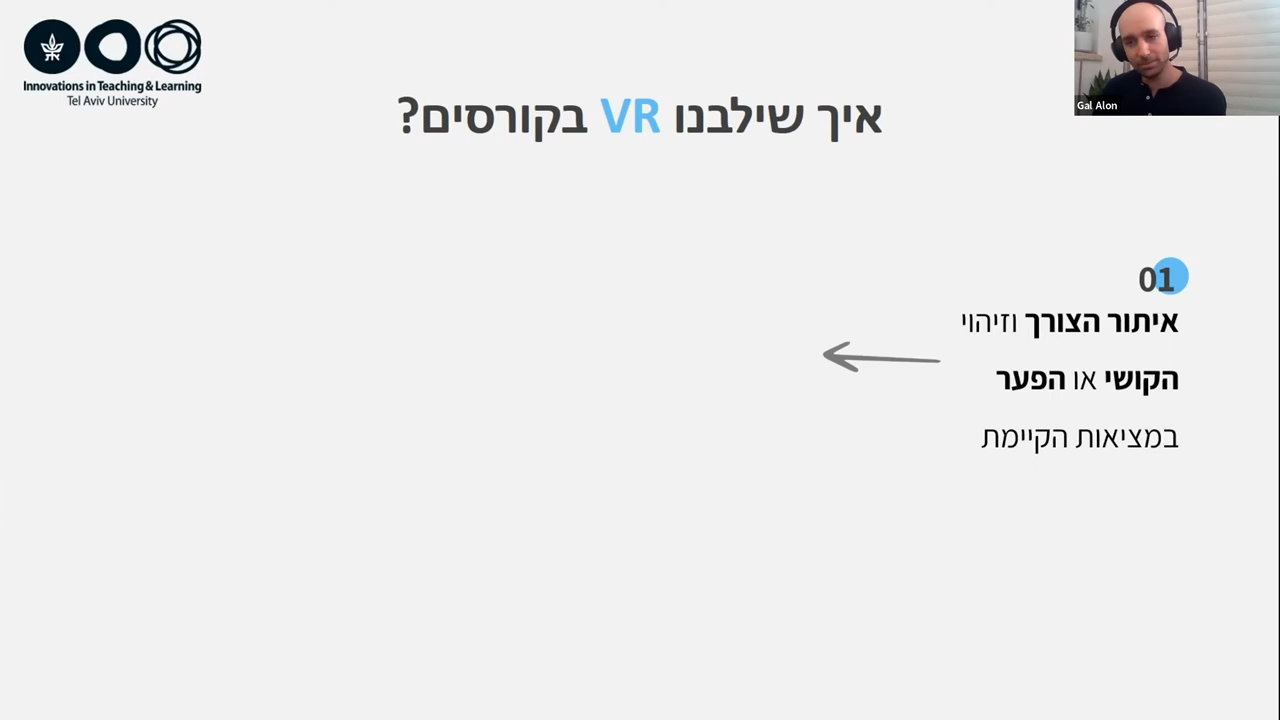 Innovations in Teaching & Learning
Tel Aviv University
Gal Alon
איך שילבנו VR בקורסים?
01
איתור הצורך וזיהוי
הקושי או הפער
במציאות הקיימת